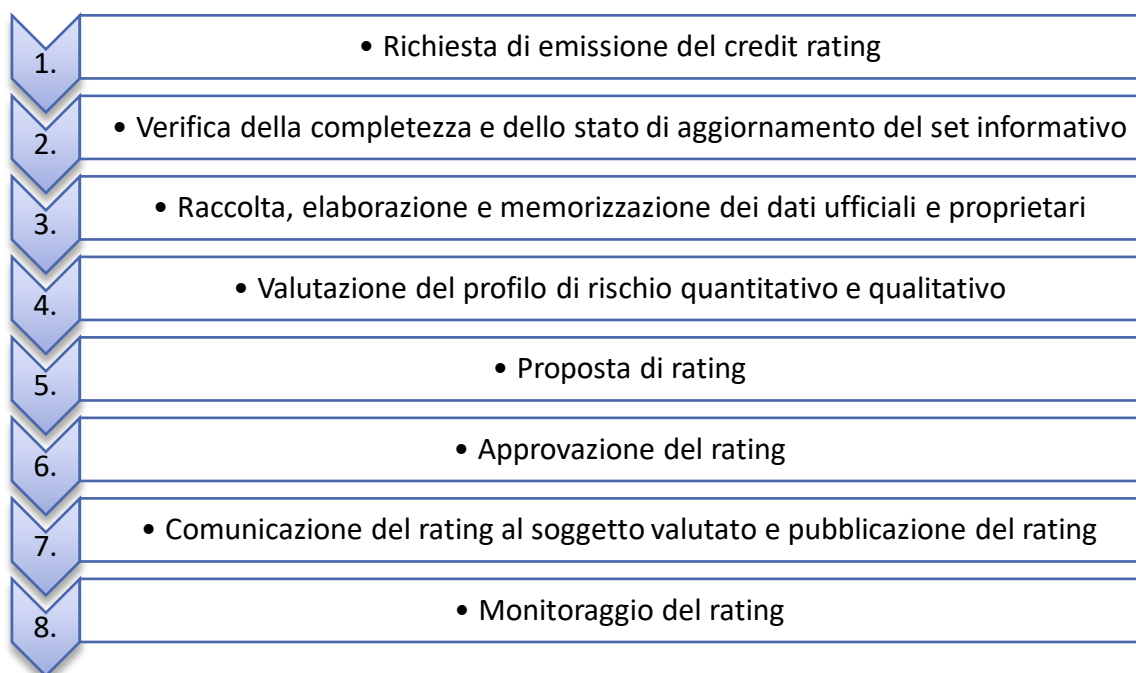 1. • Richiesta di emissione del credit rating
2. • Verifica della completezza e dello stato di aggiornamento del set informativo
3. • Raccolta, elaborazione e memorizzazione dei dati ufficiali e proprietari
4. • Valutazione del profilo di rischio quantitativo e qualitativo
5. • Proposta di rating
6. • Approvazione del rating
7. • Comunicazione del rating al soggetto valutato e pubblicazione del rating
8. • Monitoraggio del rating